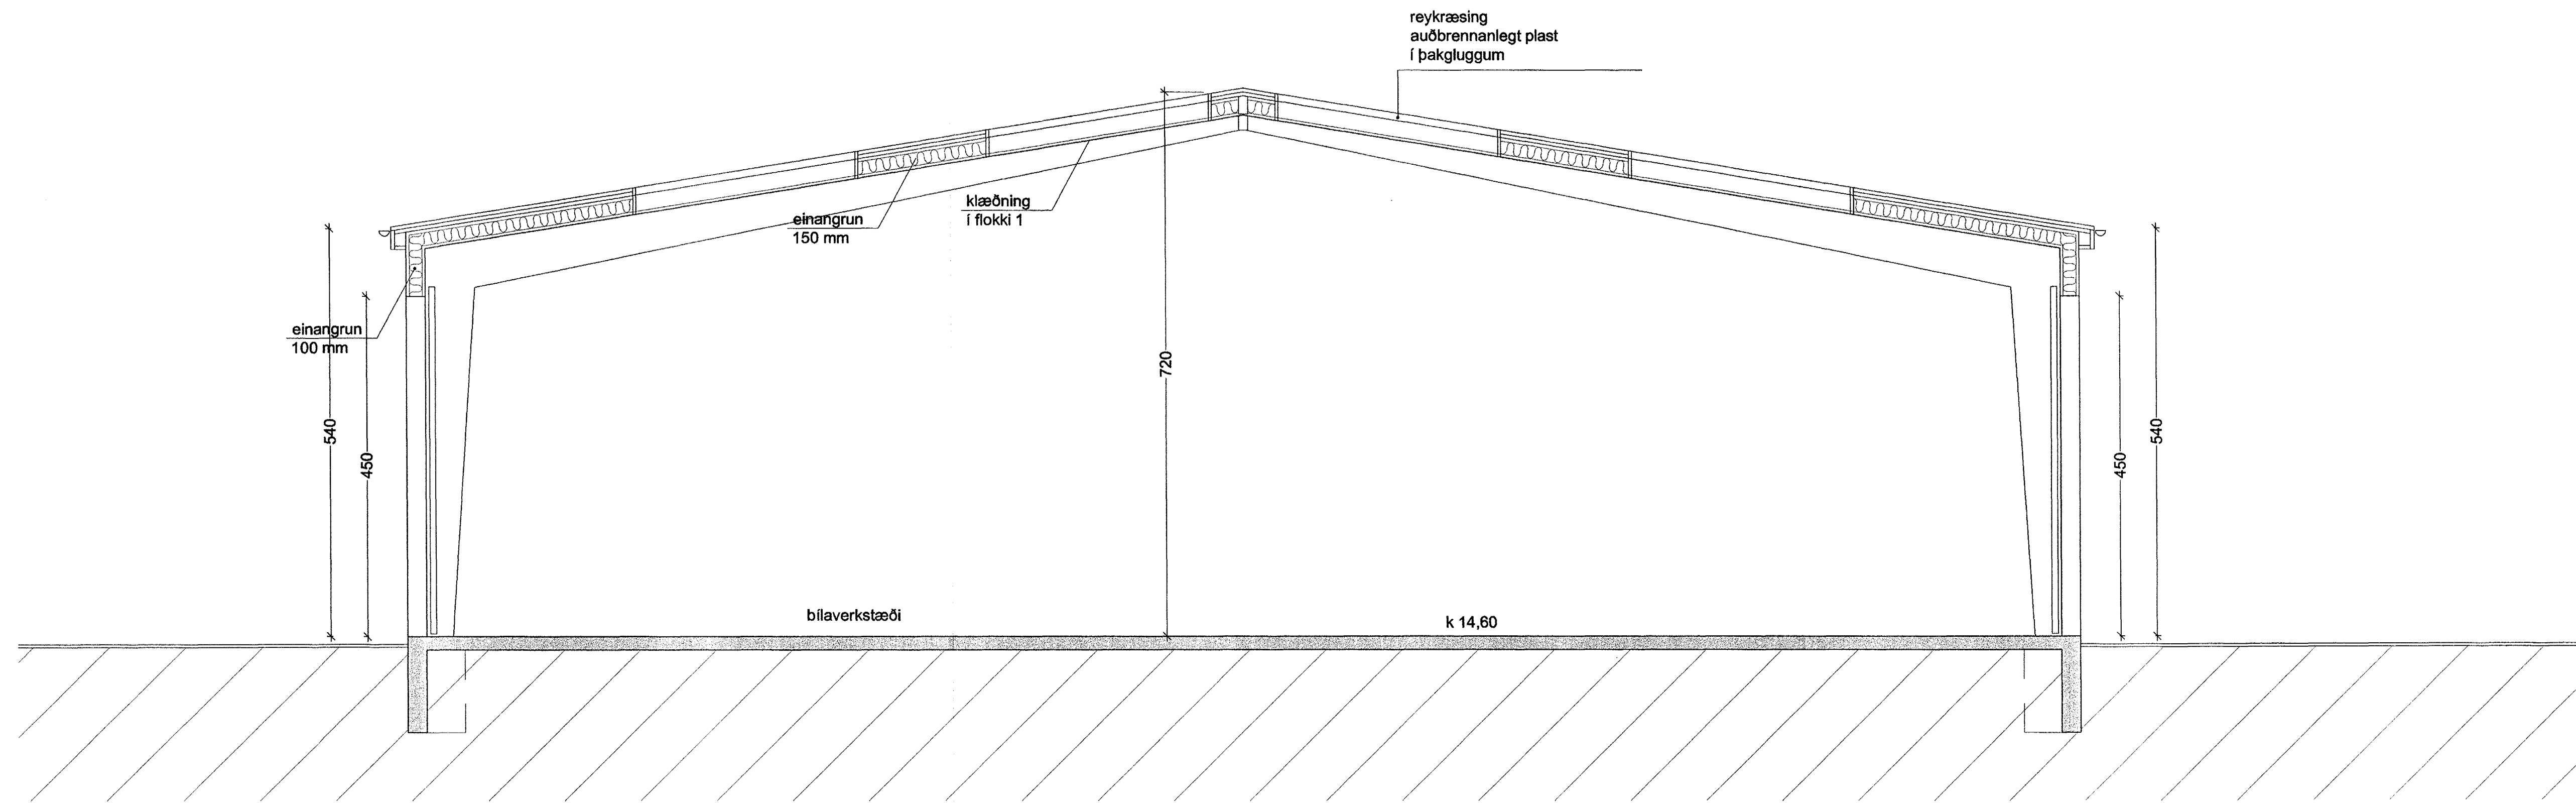 reykræsing
auðbrennanlegt plast
í þakgluggum
klæðning
í flokki 1
einangrun
150 mm
einangrun
100 mm
720
540
450
540
450
bílaverkstæði
k 14,60